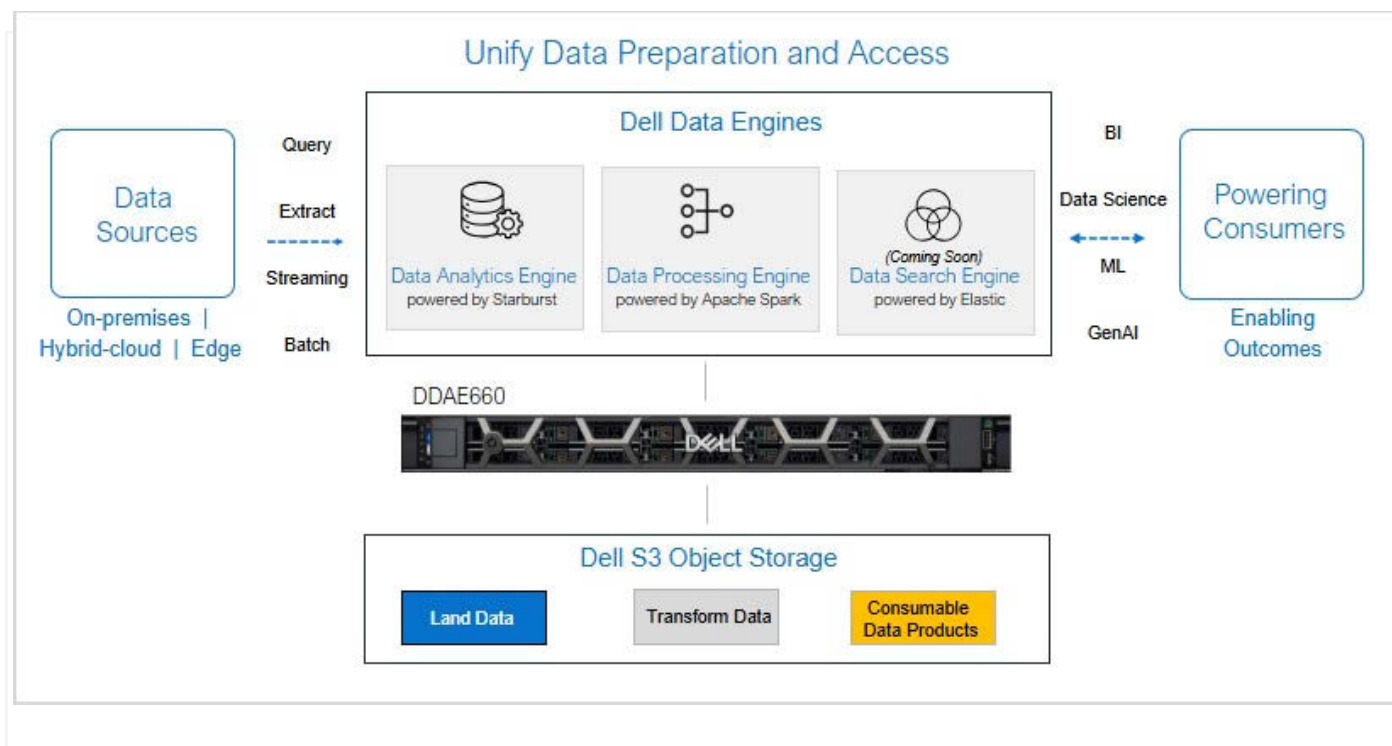 Unify Data Preparation and Access
Data
Sources
On-premises |
Hybrid-cloud | Edge
Query
Extract
Streaming
Batch
Dell Data Engines
Data Analytics Engine
powered by Starburst
Data Processing Engine
powered by Apache Spark
(Coming Soon)
Data Search Engine
powered by Elastic
BI
Data Science
ML
GenAI
Powering
Consumers
Enabling
Outcomes
DDAE660
DELL
Dell S3 Object Storage
Land Data
Transform Data
Consumable
Data Products